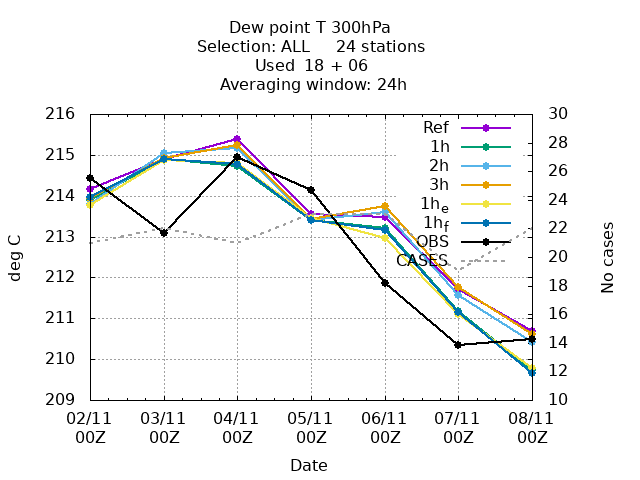 Dew point T 300hPa
Selection: ALL 24 stations
Used 18 + 06
Averaging window: 24h
216
215
214
213
212
211
210
209
deg C
30
28
26
24
22
20
18
16
14
12
10
No cases
Ref
1h
2h
3h
1he
1hf
OBS
CASES
02/11 03/11 04/11 05/11 06/11 07/11 08/11
00Z 00Z 00Z 00Z 00Z 00Z 00Z
Date